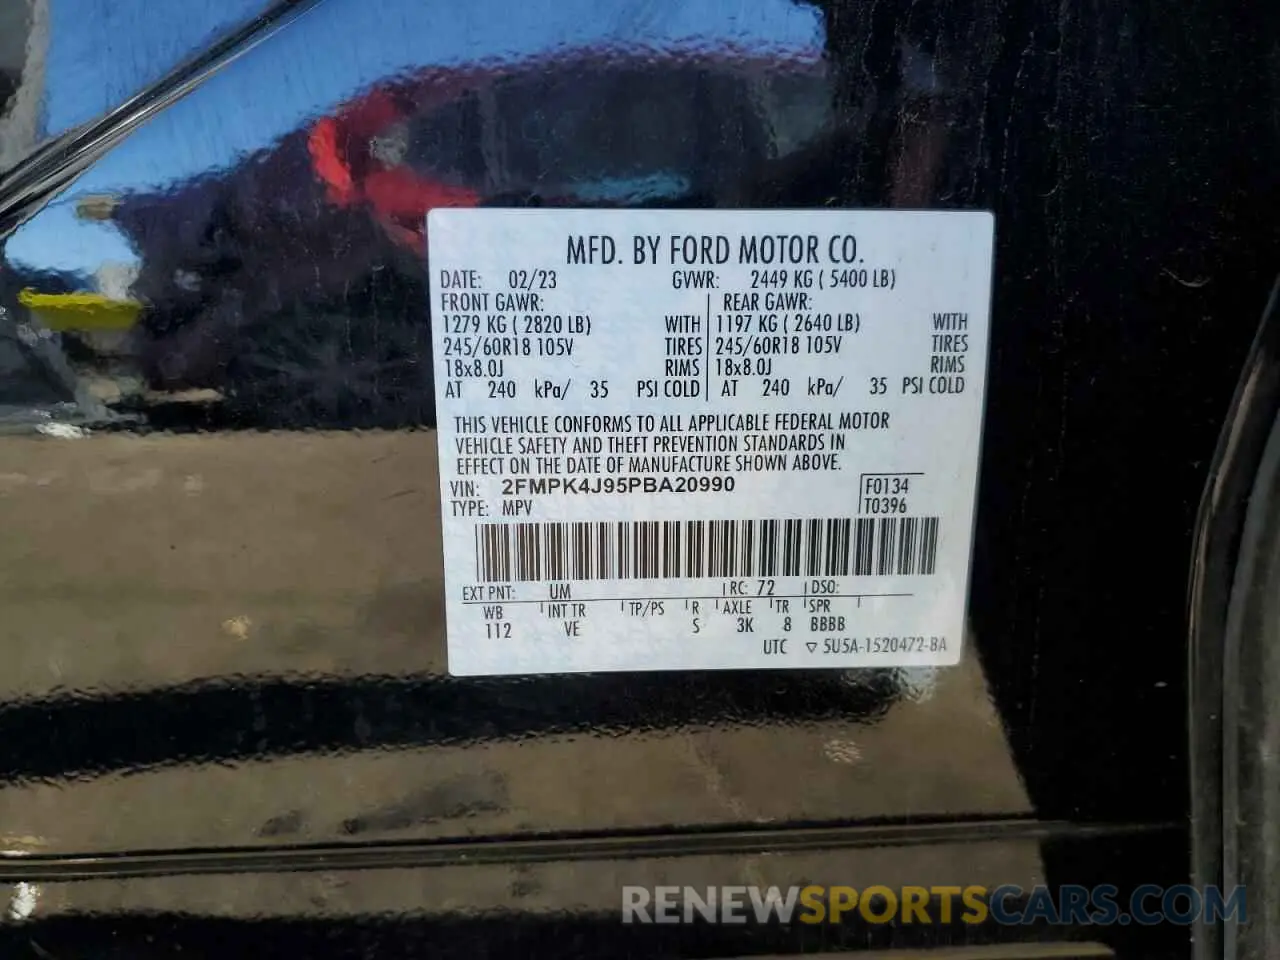 MFD. BY FORD MOTOR CO.
DATE: 02/23 GVWR: 2449 KG ( 5400 LB)
FRONT GAWR: REAR GAWR:
1279 KG ( 2820 LB) WITH 1197 KG ( 2640 LB) WITH
245/60R18 105V TIRES 245/60R18 105V TIRES
18x8.0J RIMS 18x8.0J RIMS
AT 240 kPa/ 35 PSI COLD AT 240 kPa/ 35 PSI COLD
THIS VEHICLE CONFORMS TO ALL APPLICABLE FEDERAL MOTOR
VEHICLE SAFETY AND THEFT PREVENTION STANDARDS IN
EFFECT ON THE DATE OF MANUFACTURE SHOWN ABOVE.
VIN: 2FMPK4J95PBA20990 F0134
TYPE: MPV T0396
EXT PNT: UM RC: 72 DSO:
WB INT TR TP/PS R AXLE TR SPR
112 VE S 3K 8 BBBB
UTC ▽ 5U5A-1520472-BA
RENEWSPORTSCARS.COM